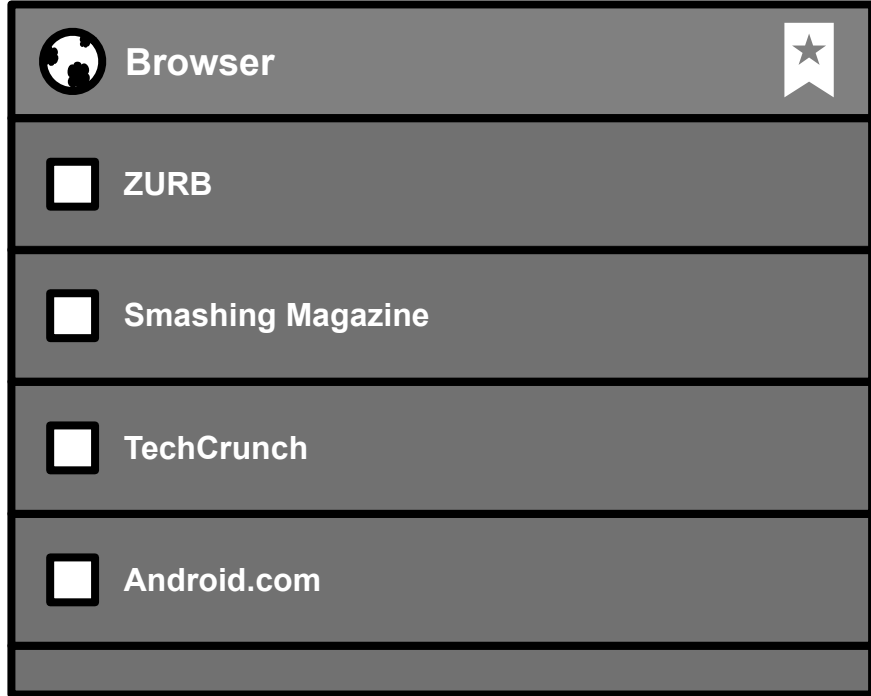 Browser
ZURB
Smashing Magazine
TechCrunch
Android.com